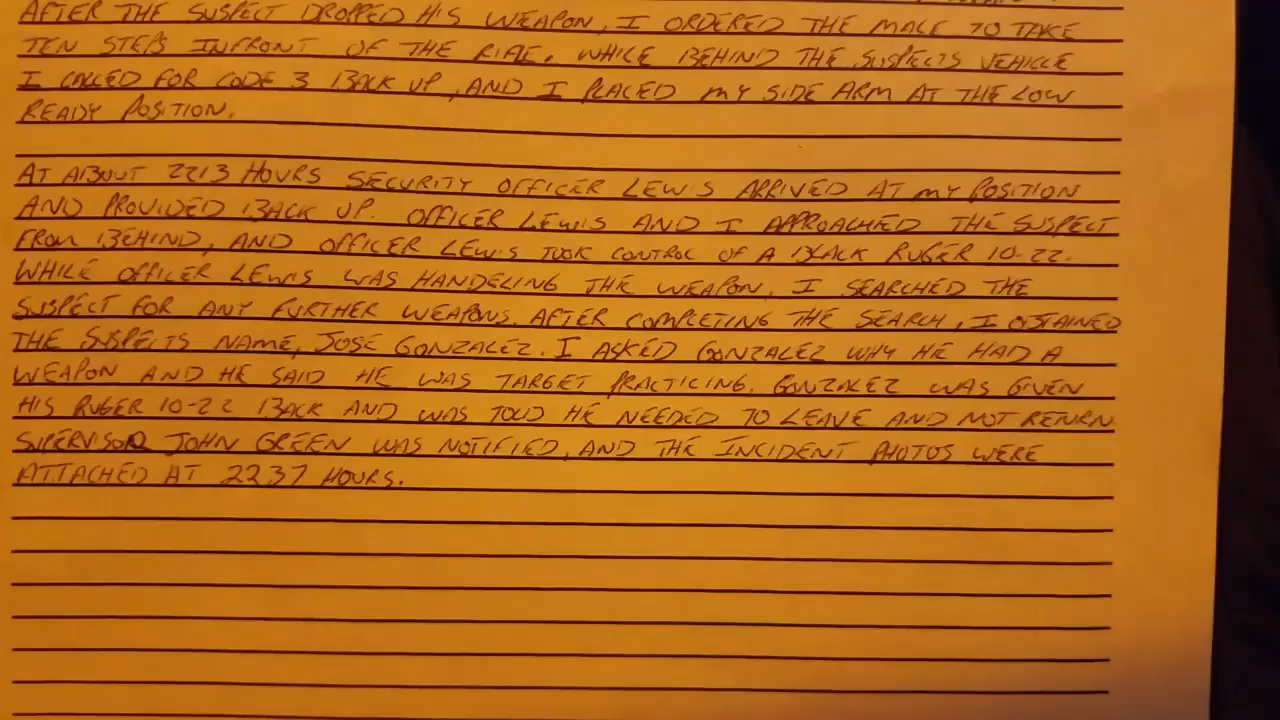 AFTER THE SUSPECT DROPPED HIS WEAPON, I ORDERED THE MALE TO TAKE
TEN STEPS INFRONT OF THE RIFLE. WHILE BEHIND THE SUSPECTS VEHICLE
I CALLED FOR CODE 3 BACK UP, AND I PLACED MY SIDE ARM AT THE LOW
READY POSITION.
AT ABOUT 2213 HOURS SECURITY OFFICER LEWIS ARRIVED AT MY POSITION
AND PROVIDED BACK UP. OFFICER LEWIS AND I APPROACHED THE SUSPECT
FROM BEHIND, AND OFFICER LEWIS TOOK CONTROL OF A BLACK RUGER 10-22.
WHILE OFFICER LEWIS WAS HANDELING THE WEAPON, I SEARCHED THE
SUSPECT FOR ANY FURTHER WEAPONS. AFTER COMPLETING THE SEARCH, I OBTAINED
THE SUSPECTS NAME, JOSE GONZALEZ. I ASKED GONZALEZ WHY HE HAD A
WEAPON AND HE SAID HE WAS TARGET PRACTICING. GONZALEZ WAS GIVEN
HIS RUGER 10-22 BACK AND WAS TOLD HE NEEDED TO LEAVE AND NOT RETURN.
SUPERVISOR JOHN GREEN WAS NOTIFIED, AND THE INCIDENT PHOTOS WERE
ATTACHED AT 2237 HOURS.